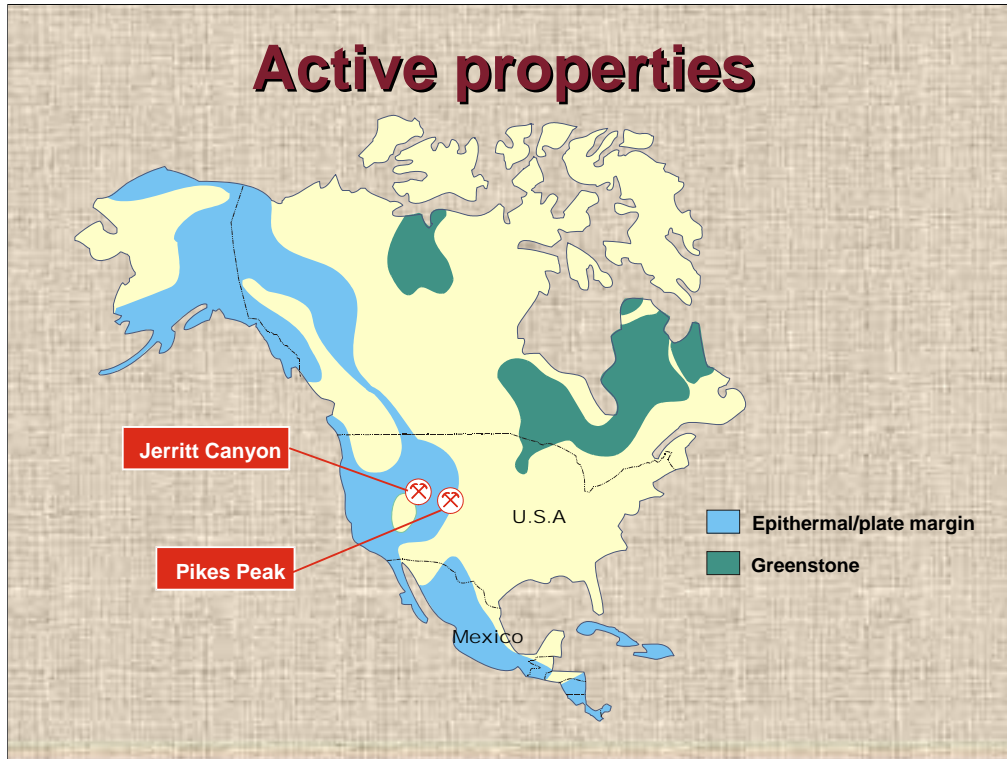 Active properties
Jerritt Canyon
Pikes Peak
U.S.A
Mexico
Epithermal/plate margin
Greenstone